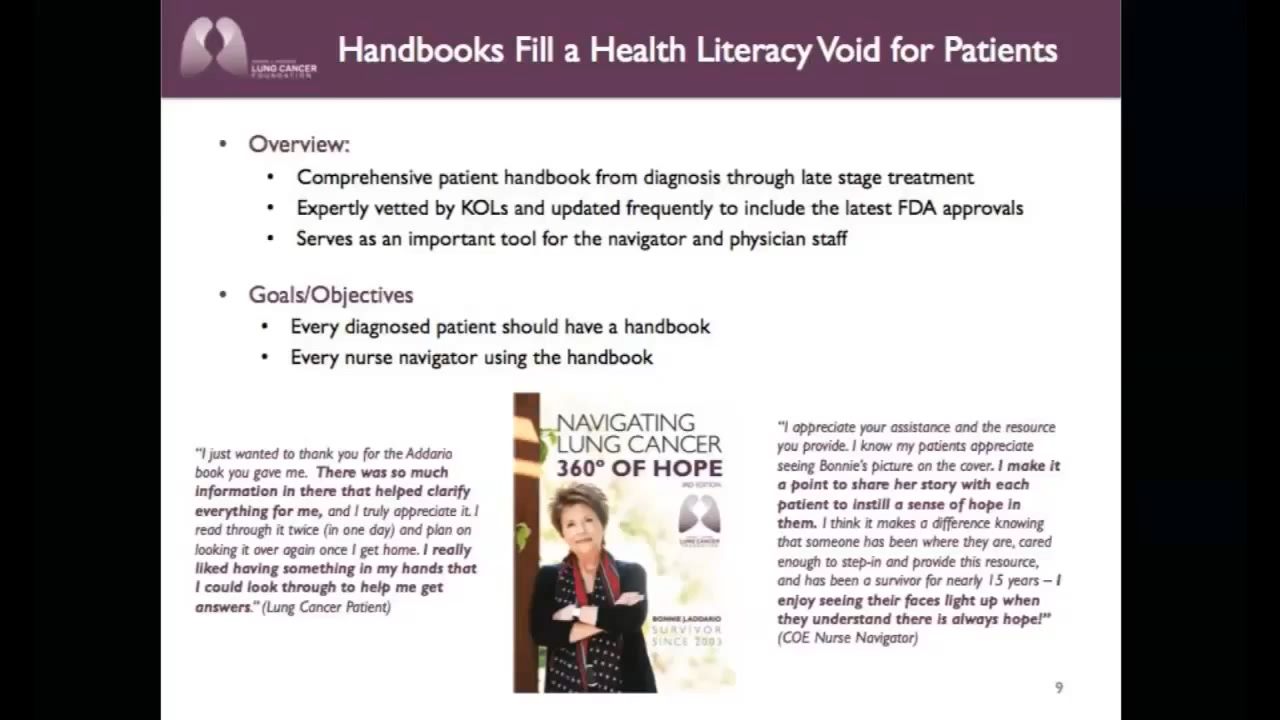 LUNG CANCER
FOUNDATION
Handbooks Fill a Health Literacy Void for Patients
• Overview:
• Comprehensive patient handbook from diagnosis through late stage treatment
• Expertly vetted by KOLs and updated frequently to include the latest FDA approvals
• Serves as an important tool for the navigator and physician staff
• Goals/Objectives
• Every diagnosed patient should have a handbook
• Every nurse navigator using the handbook
"I just wanted to thank you for the Addario
book you gave me. There was so much
information in there that helped clarify
everything for me, and I truly appreciate it. I
read through it twice (in one day) and plan on
looking it over again once I get home. I really
liked having something in my hands that
I could look through to help me get
answers." (Lung Cancer Patient)
NAVIGATING
LUNG CANCER
360º OF HOPE
3RD EDITION
LUNG CANCER
FOUNDATION
BONNIE J. ADDARIO
SURVIVOR
SINCE 2003
"I appreciate your assistance and the resource
you provide. I know my patients appreciate
seeing Bonnie's picture on the cover. I make it
a point to share her story with each
patient to instill a sense of hope in
them. I think it makes a difference knowing
that someone has been where they are, cared
enough to step-in and provide this resource,
and has been a survivor for nearly 15 years – I
enjoy seeing their faces light up when
they understand there is always hope!"
(COE Nurse Navigator)
9